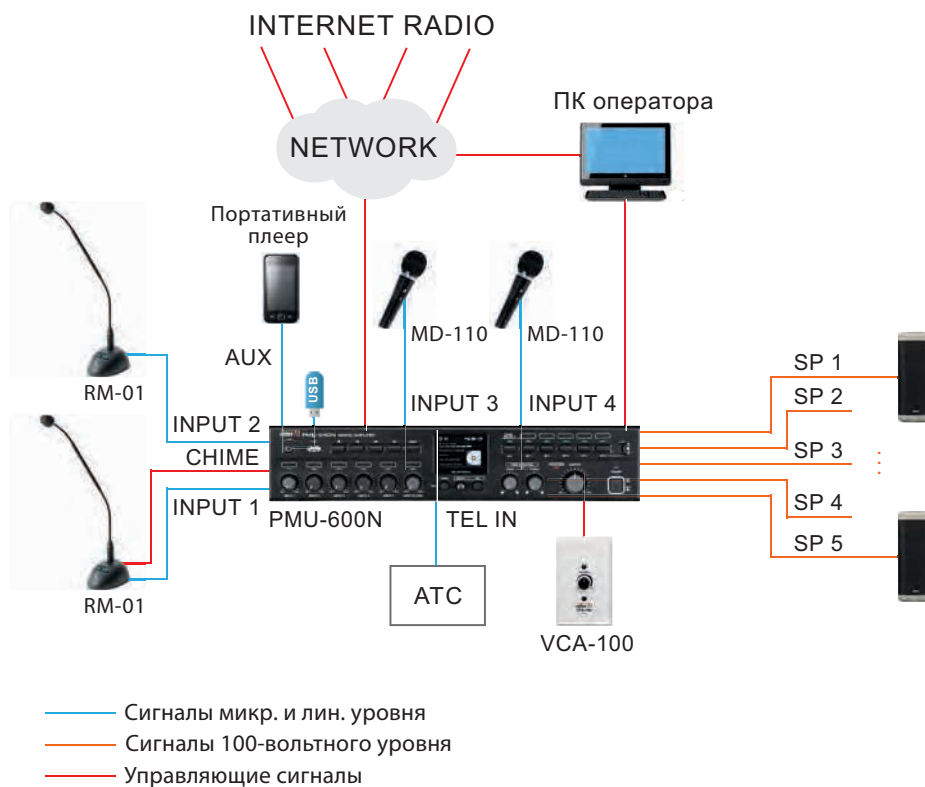 INTERNET RADIO
NETWORK
ПК оператора
Портативный
плеер
AUX
USB
MD-110
MD-110
RM-01
INPUT 2
INPUT 3
INPUT 4
SP 1
SP 2
SP 3
SP 4
SP 5
CHIME
INPUT 1
PMU-600N
TEL IN
RM-01
АТС
VCA-100
Сигналы микр. и лин. уровня
Сигналы 100-вольтного уровня
Управляющие сигналы